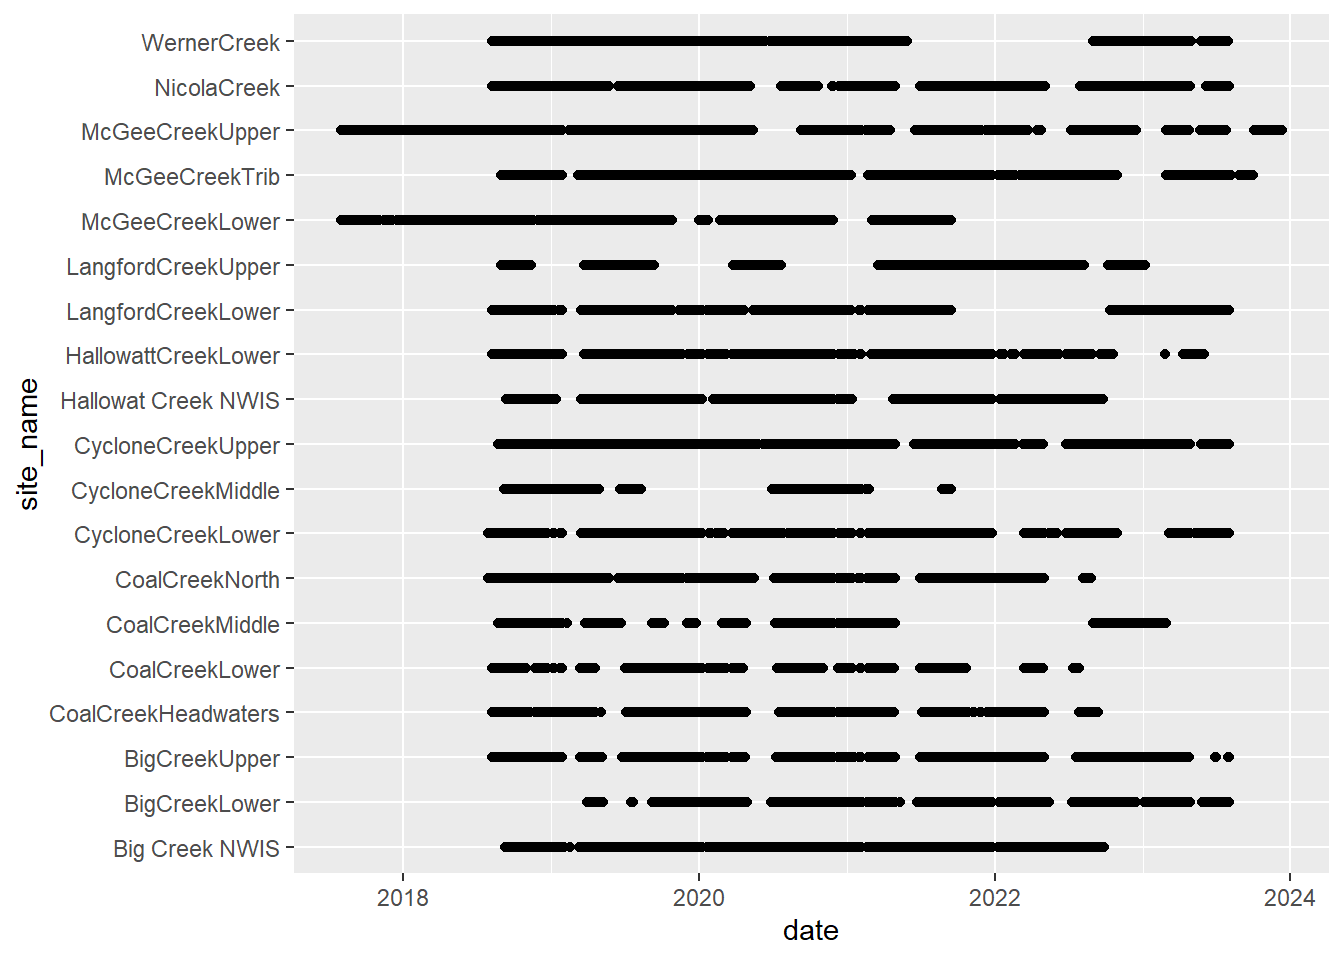 WernerCreek
NicolaCreek
McGeeCreekUpper
McGeeCreekTrib
McGeeCreekLower
LangfordCreekUpper
LangfordCreekLower
HallowattCreekLower
Hallowat Creek NWIS
CycloneCreekUpper
CycloneCreekMiddle
CycloneCreekLower
CoalCreekNorth
CoalCreekMiddle
CoalCreekLower
CoalCreekHeadwaters
BigCreekUpper
BigCreekLower
Big Creek NWIS
site_name
2018 2020 2022 2024
date